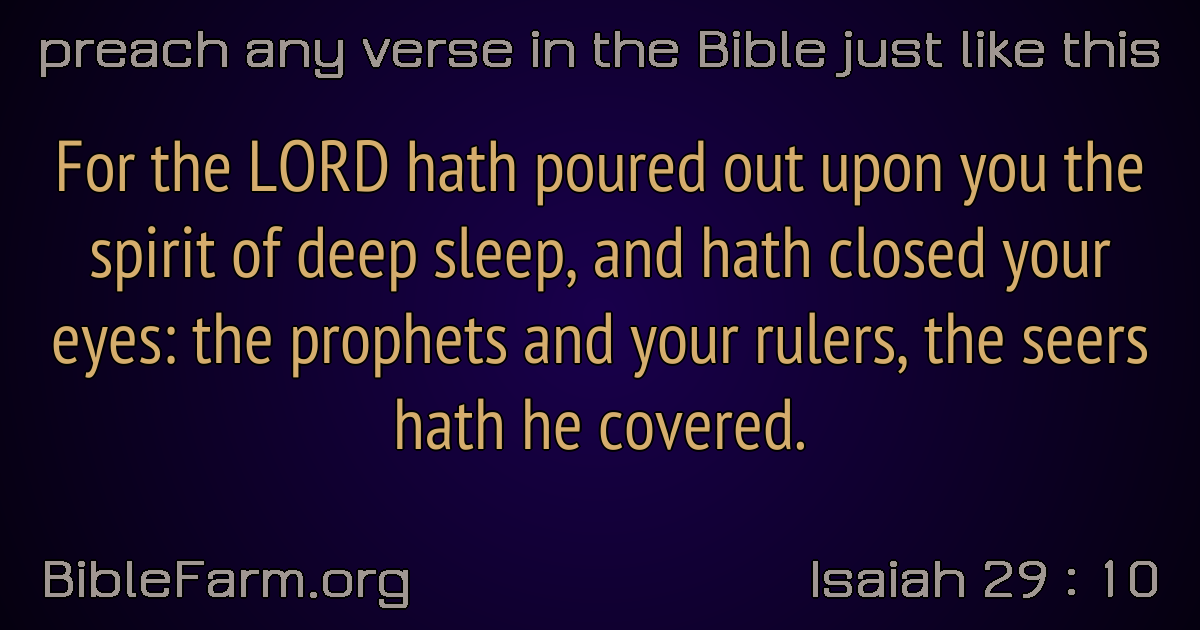 preach any verse in the Bible just like this
For the LORD hath poured out upon you the
spirit of deep sleep, and hath closed your
eyes: the prophets and your rulers, the seers
hath he covered.
BibleFarm.org
Isaiah 29 : 10